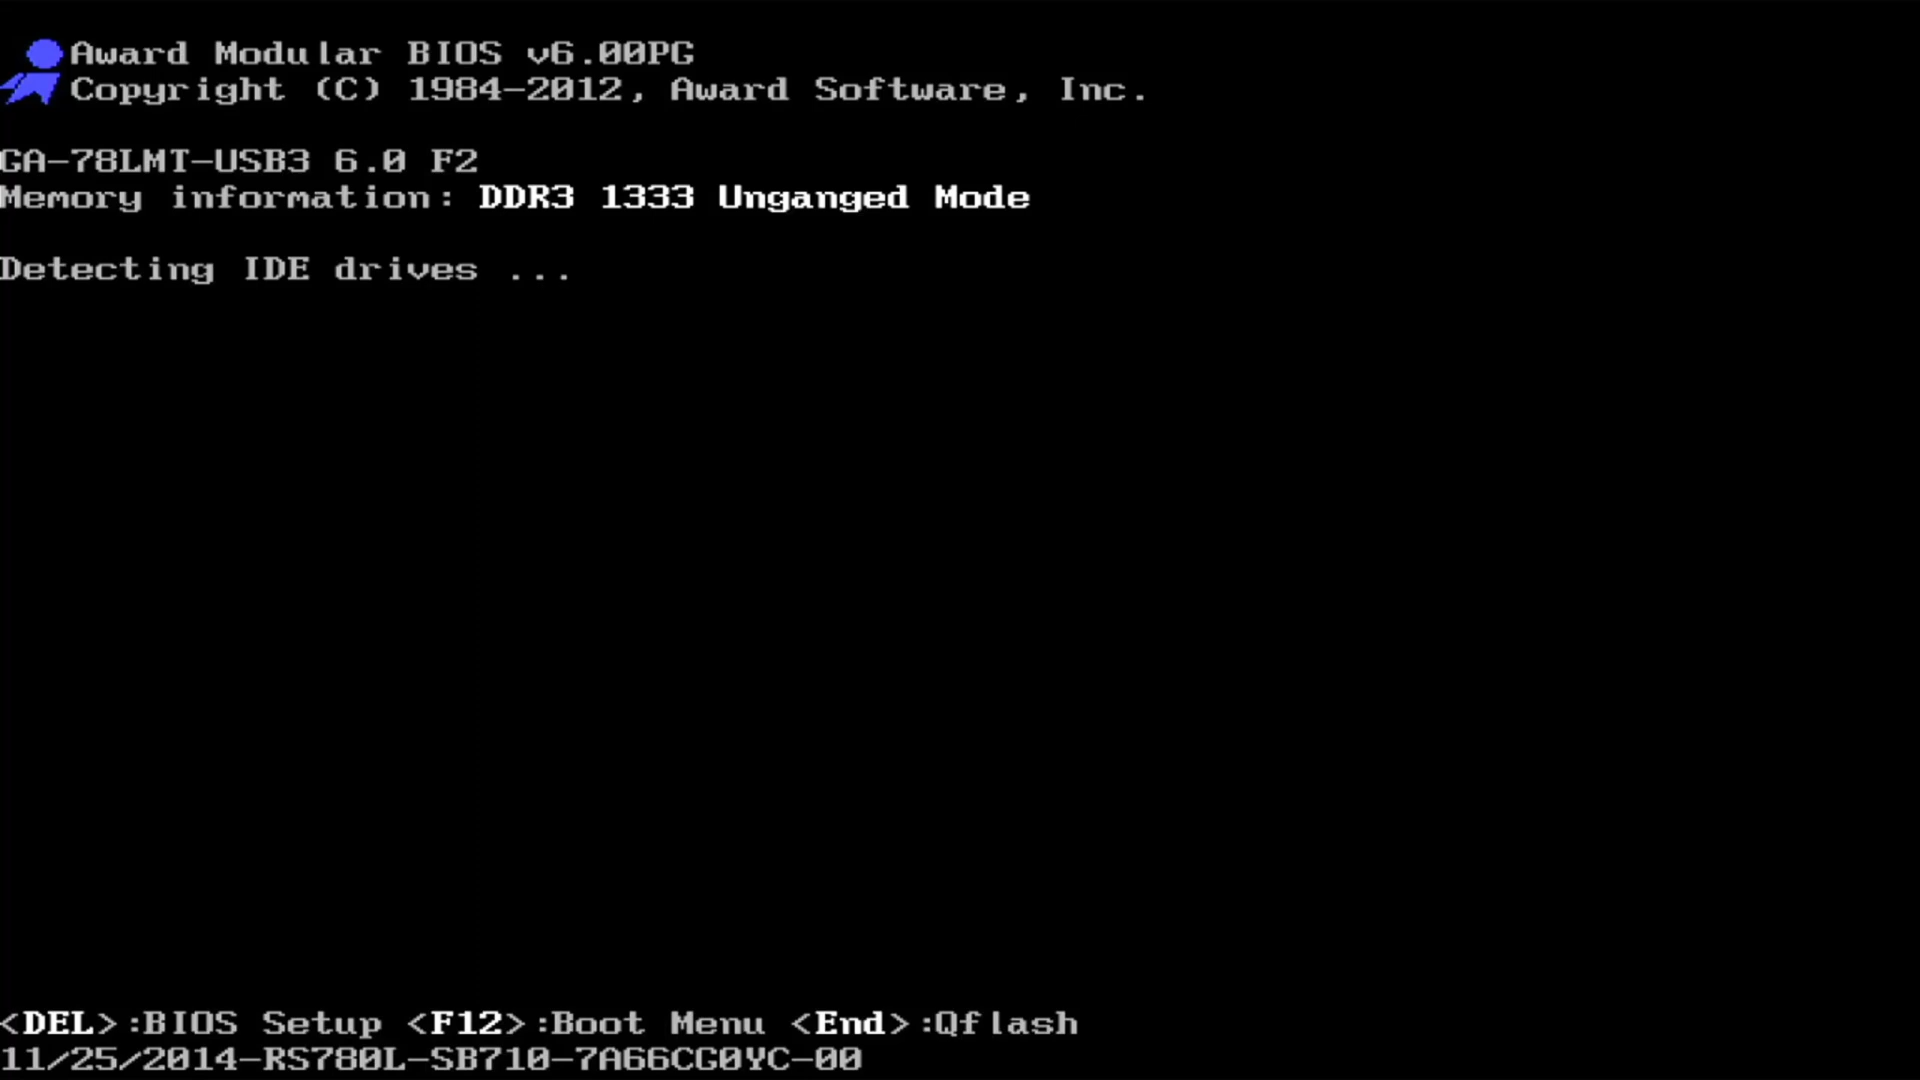 Award Modular BIOS v6.00PG
Copyright (C) 1984-2012, Award Software, Inc.
GA-78LMT-USB3 6.0 F2
Memory information: DDR3 1333 Unganged Mode
Detecting IDE drives ...
<DEL>:BIOS Setup <F12>:Boot Menu <End>:Qflash
11/25/2014-RS780L-SB710-7A66CG0YC-00